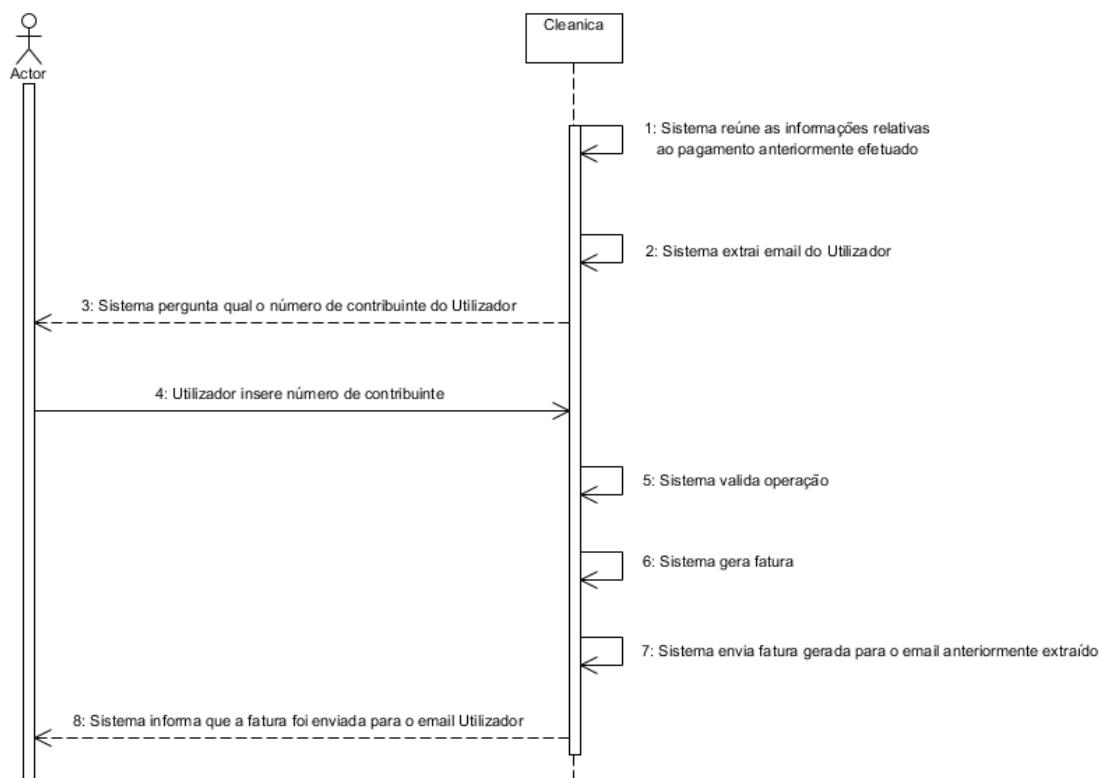 Cleanica
Actor
1: Sistema reúne as informações relativas
ao pagamento anteriormente efetuado
2: Sistema extrai email do Utilizador
3: Sistema pergunta qual o número de contribuinte do Utilizador
4: Utilizador insere número de contribuinte
5: Sistema valida operação
6: Sistema gera fatura
7: Sistema envia fatura gerada para o email anteriormente extraído
8: Sistema informa que a fatura foi enviada para o email Utilizador